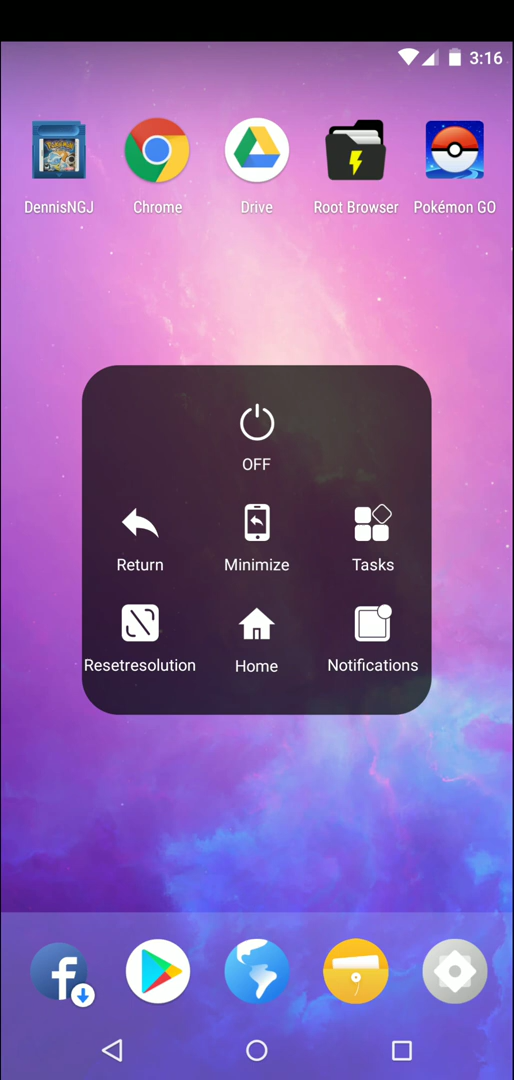 3:16
DennisNGJ
Chrome
Drive
Root Browser
Pokémon GO
OFF
Return
Minimize
Tasks
Resetresolution
Home
Notifications